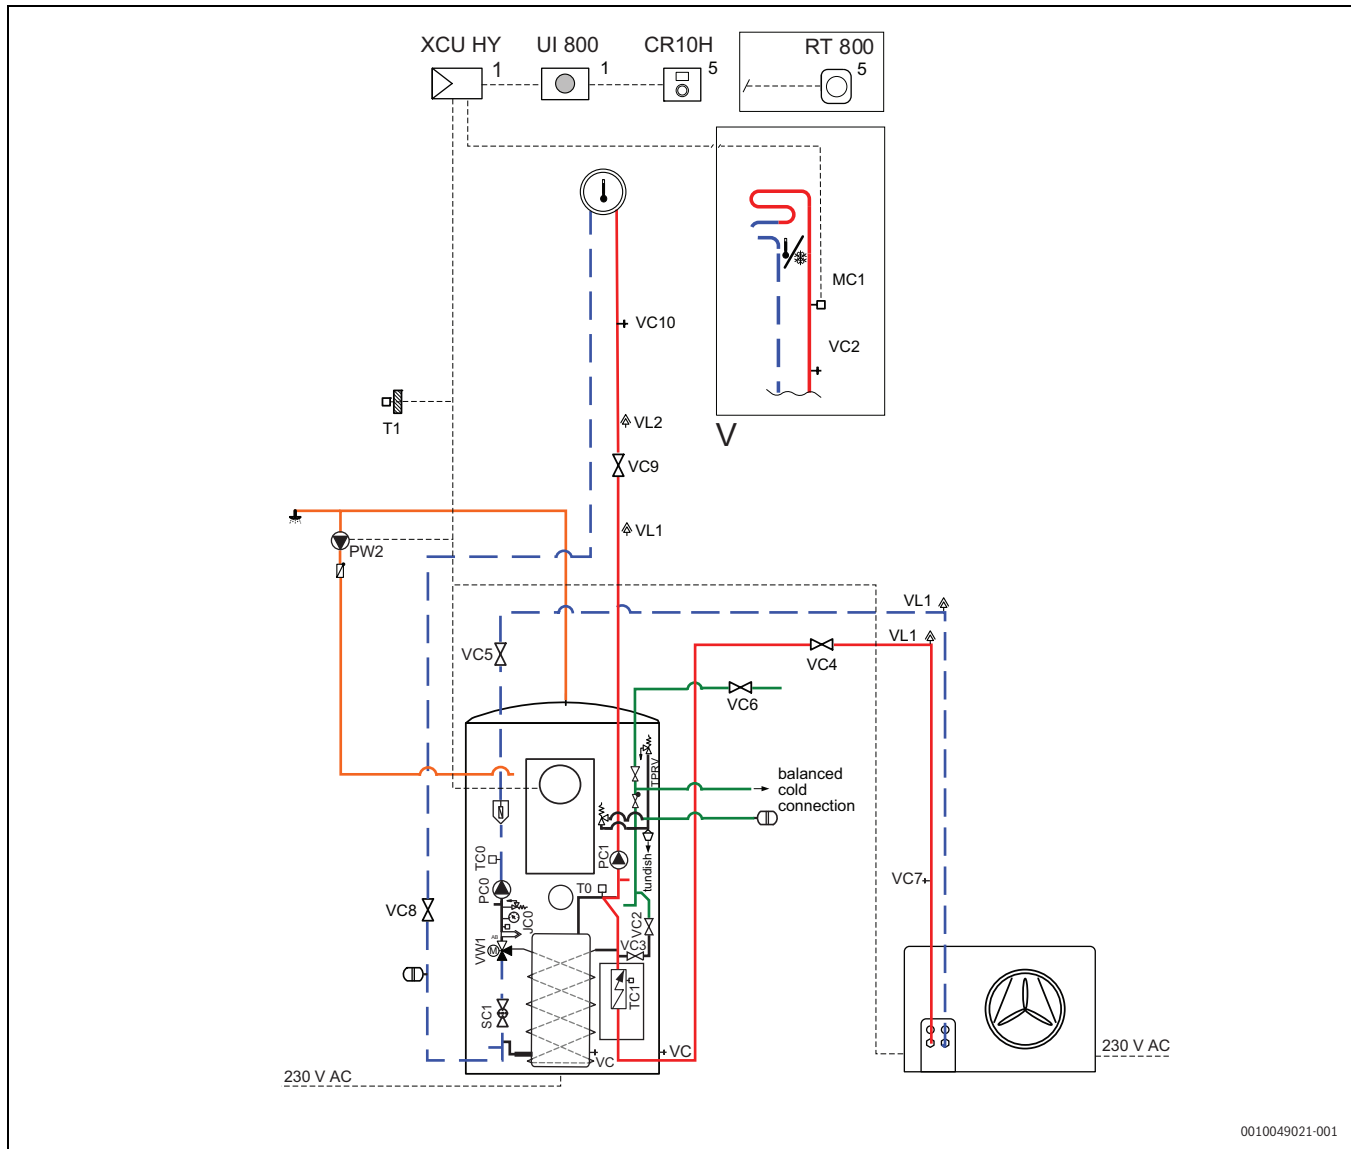 XCU HY
1
UI 800
1
CR10H
5
RT 800
5
MC1
VC2
V
VC10
T1
VL2
VC9
VL1
PW2
VL1
VL1
VC5
VC4
VC6
TPRV
balanced
cold
connection
TC0
PC1
tundish
PC0
T0
VC7
VC8
JC0
VC2
AB
VW1
M
VC3
TC1
SC1
VC
VC
230 V AC
230 V AC
0010049021-001